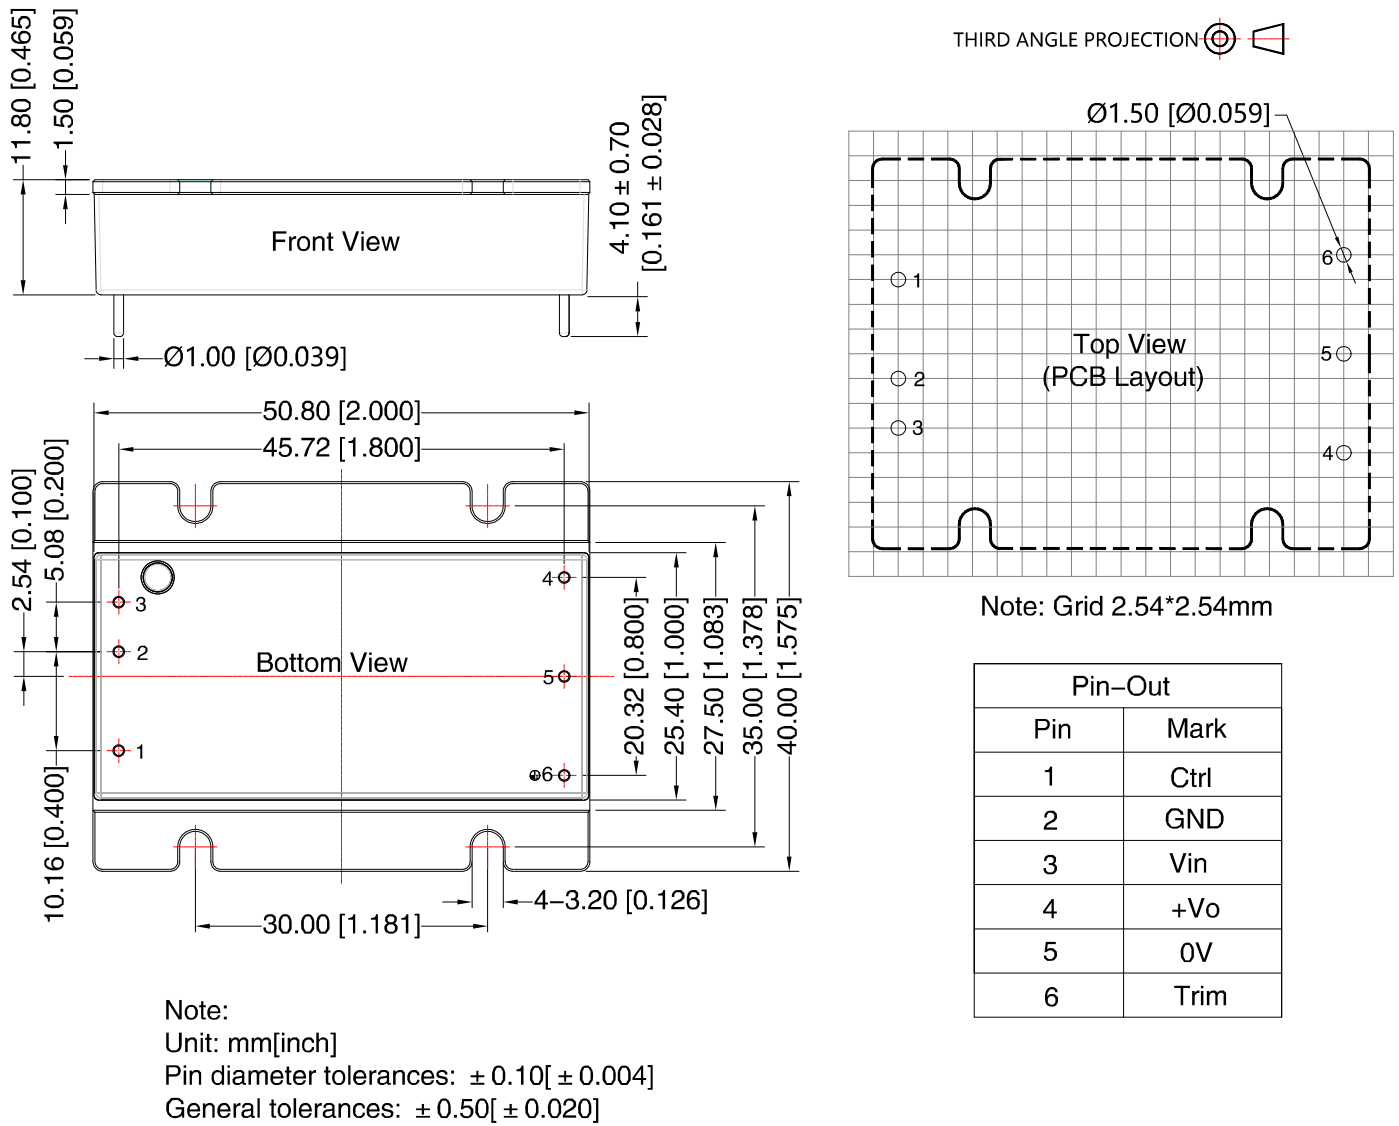 11.80 [0.465]
1.50 [0.059]
Front View
4.10 ± 0.70
[0.161 ± 0.028]
Ø1.00 [Ø0.039]
50.80 [2.000]
45.72 [1.800]
2.54 [0.100]
5.08 [0.200]
10.16 [0.400]
3
2
1
Bottom View
4
5
6
20.32 [0.800]
25.40 [1.000]
27.50 [1.083]
35.00 [1.378]
40.00 [1.575]
4−3.20 [0.126]
30.00 [1.181]
Note:
Unit: mm[inch]
Pin diameter tolerances: ± 0.10[ ± 0.004]
General tolerances: ± 0.50[ ± 0.020]
THIRD ANGLE PROJECTION
Ø1.50 [Ø0.059]
6
1
Top View
5
(PCB Layout)
2
3
4
Note: Grid 2.54*2.54mm
Pin−Out
Pin Mark
1 Ctrl
2 GND
3 Vin
4 +Vo
5 0V
6 Trim